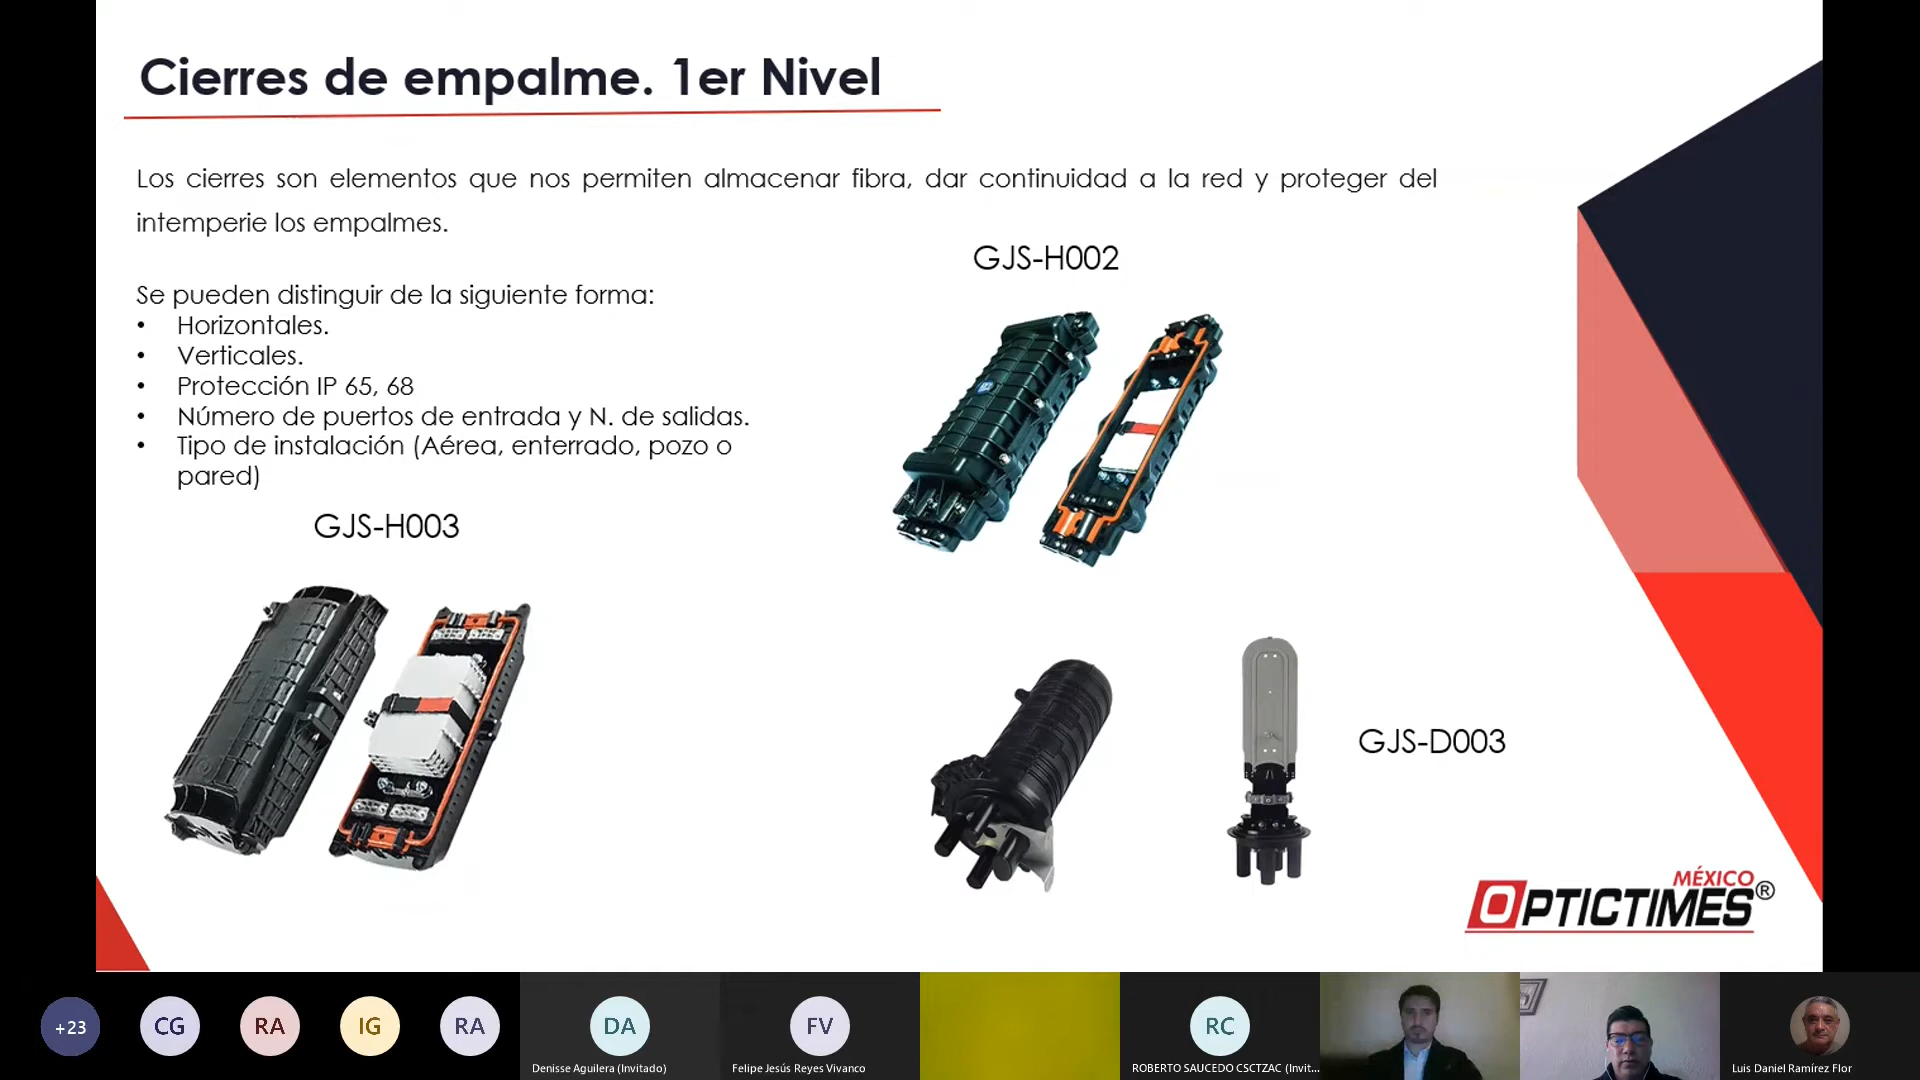 Cierres de empalme. 1er Nivel
Los cierres son elementos que nos permiten almacenar fibra, dar continuidad a la red y proteger del
intemperie los empalmes.
GJS-H002
Se pueden distinguir de la siguiente forma:
• Horizontales.
• Verticales.
• Protección IP 65, 68
• Número de puertos de entrada y N. de salidas.
• Tipo de instalación (Aérea, enterrado, pozo o
pared)
GJS-H003
GJS-D003
MÉXICO
OPTICTIMES®
+23
CG
RA
IG
RA
DA
FV
RC
Denisse Aguilera (Invitado)
Felipe Jesús Reyes Vivanco
ROBERTO SAUCEDO CSCTZAC (Invit...
Luis Daniel Ramírez Flor